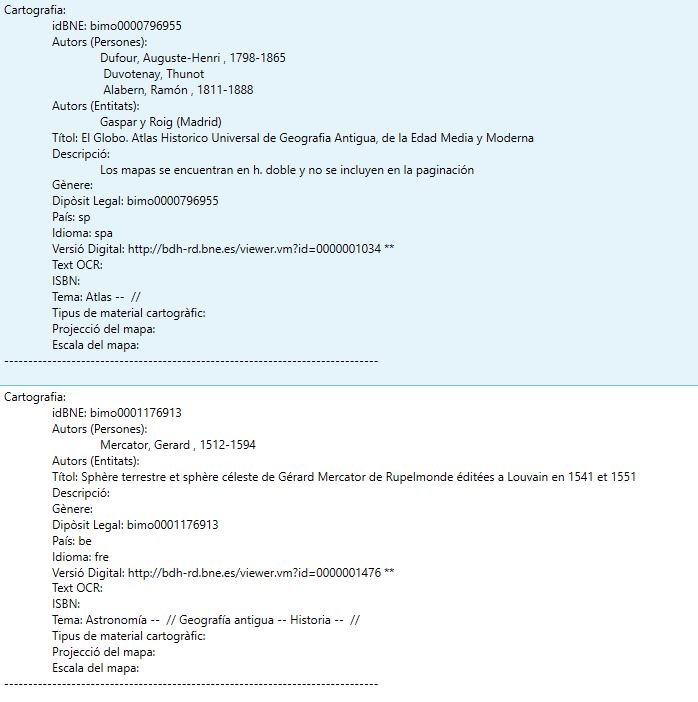 Cartografia:
idBNE: bimo0000796955
Autors (Persones):
Dufour, Auguste-Henri , 1798-1865
Duvotenay, Thunot
Alabern, Ramón , 1811-1888
Autors (Entitats):
Gaspar y Roig (Madrid)
Títol: El Globo. Atlas Historico Universal de Geografia Antigua, de la Edad Media y Moderna
Descripció:
Los mapas se encuentran en h. doble y no se incluyen en la paginación
Gènere:
Dipòsit Legal: bimo0000796955
País: sp
Idioma: spa
Versió Digital: http://bdh-rd.bne.es/viewer.vm?id=0000001034 **
Text OCR:
ISBN:
Tema: Atlas -- //
Tipus de material cartogràfic:
Projecció del mapa:
Escala del mapa:
------------------------------------------------------------------------------
Cartografia:
idBNE: bimo0001176913
Autors (Persones):
Mercator, Gerard , 1512-1594
Autors (Entitats):
Títol: Sphère terrestre et sphère céleste de Gérard Mercator de Rupelmonde éditées a Louvain en 1541 et 1551
Descripció:
Gènere:
Dipòsit Legal: bimo0001176913
País: be
Idioma: fre
Versió Digital: http://bdh-rd.bne.es/viewer.vm?id=0000001476 **
Text OCR:
ISBN:
Tema: Astronomía -- // Geografía antigua -- Historia -- //
Tipus de material cartogràfic:
Projecció del mapa:
Escala del mapa:
------------------------------------------------------------------------------